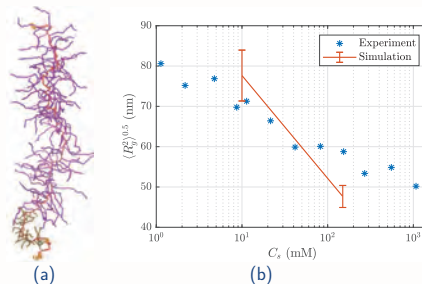 90
80
70
60
50
40
⟨R_g^2⟩^0.5 (nm)
Experiment
Simulation
10^0
10^1
10^2
10^3
C_s (mM)
(a)
(b)